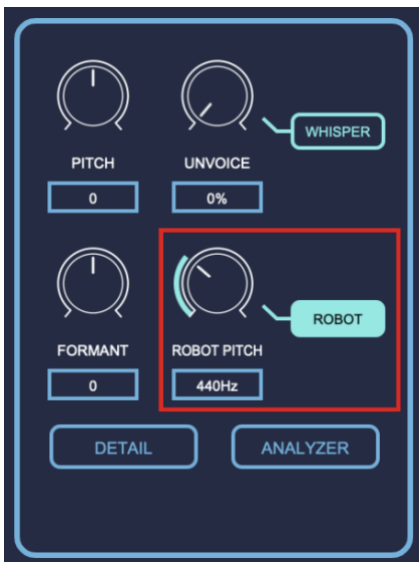 WHISPER
PITCH UNVOICE
0 0%
ROBOT
FORMANT ROBOT PITCH
0 440Hz
DETAIL ANALYZER